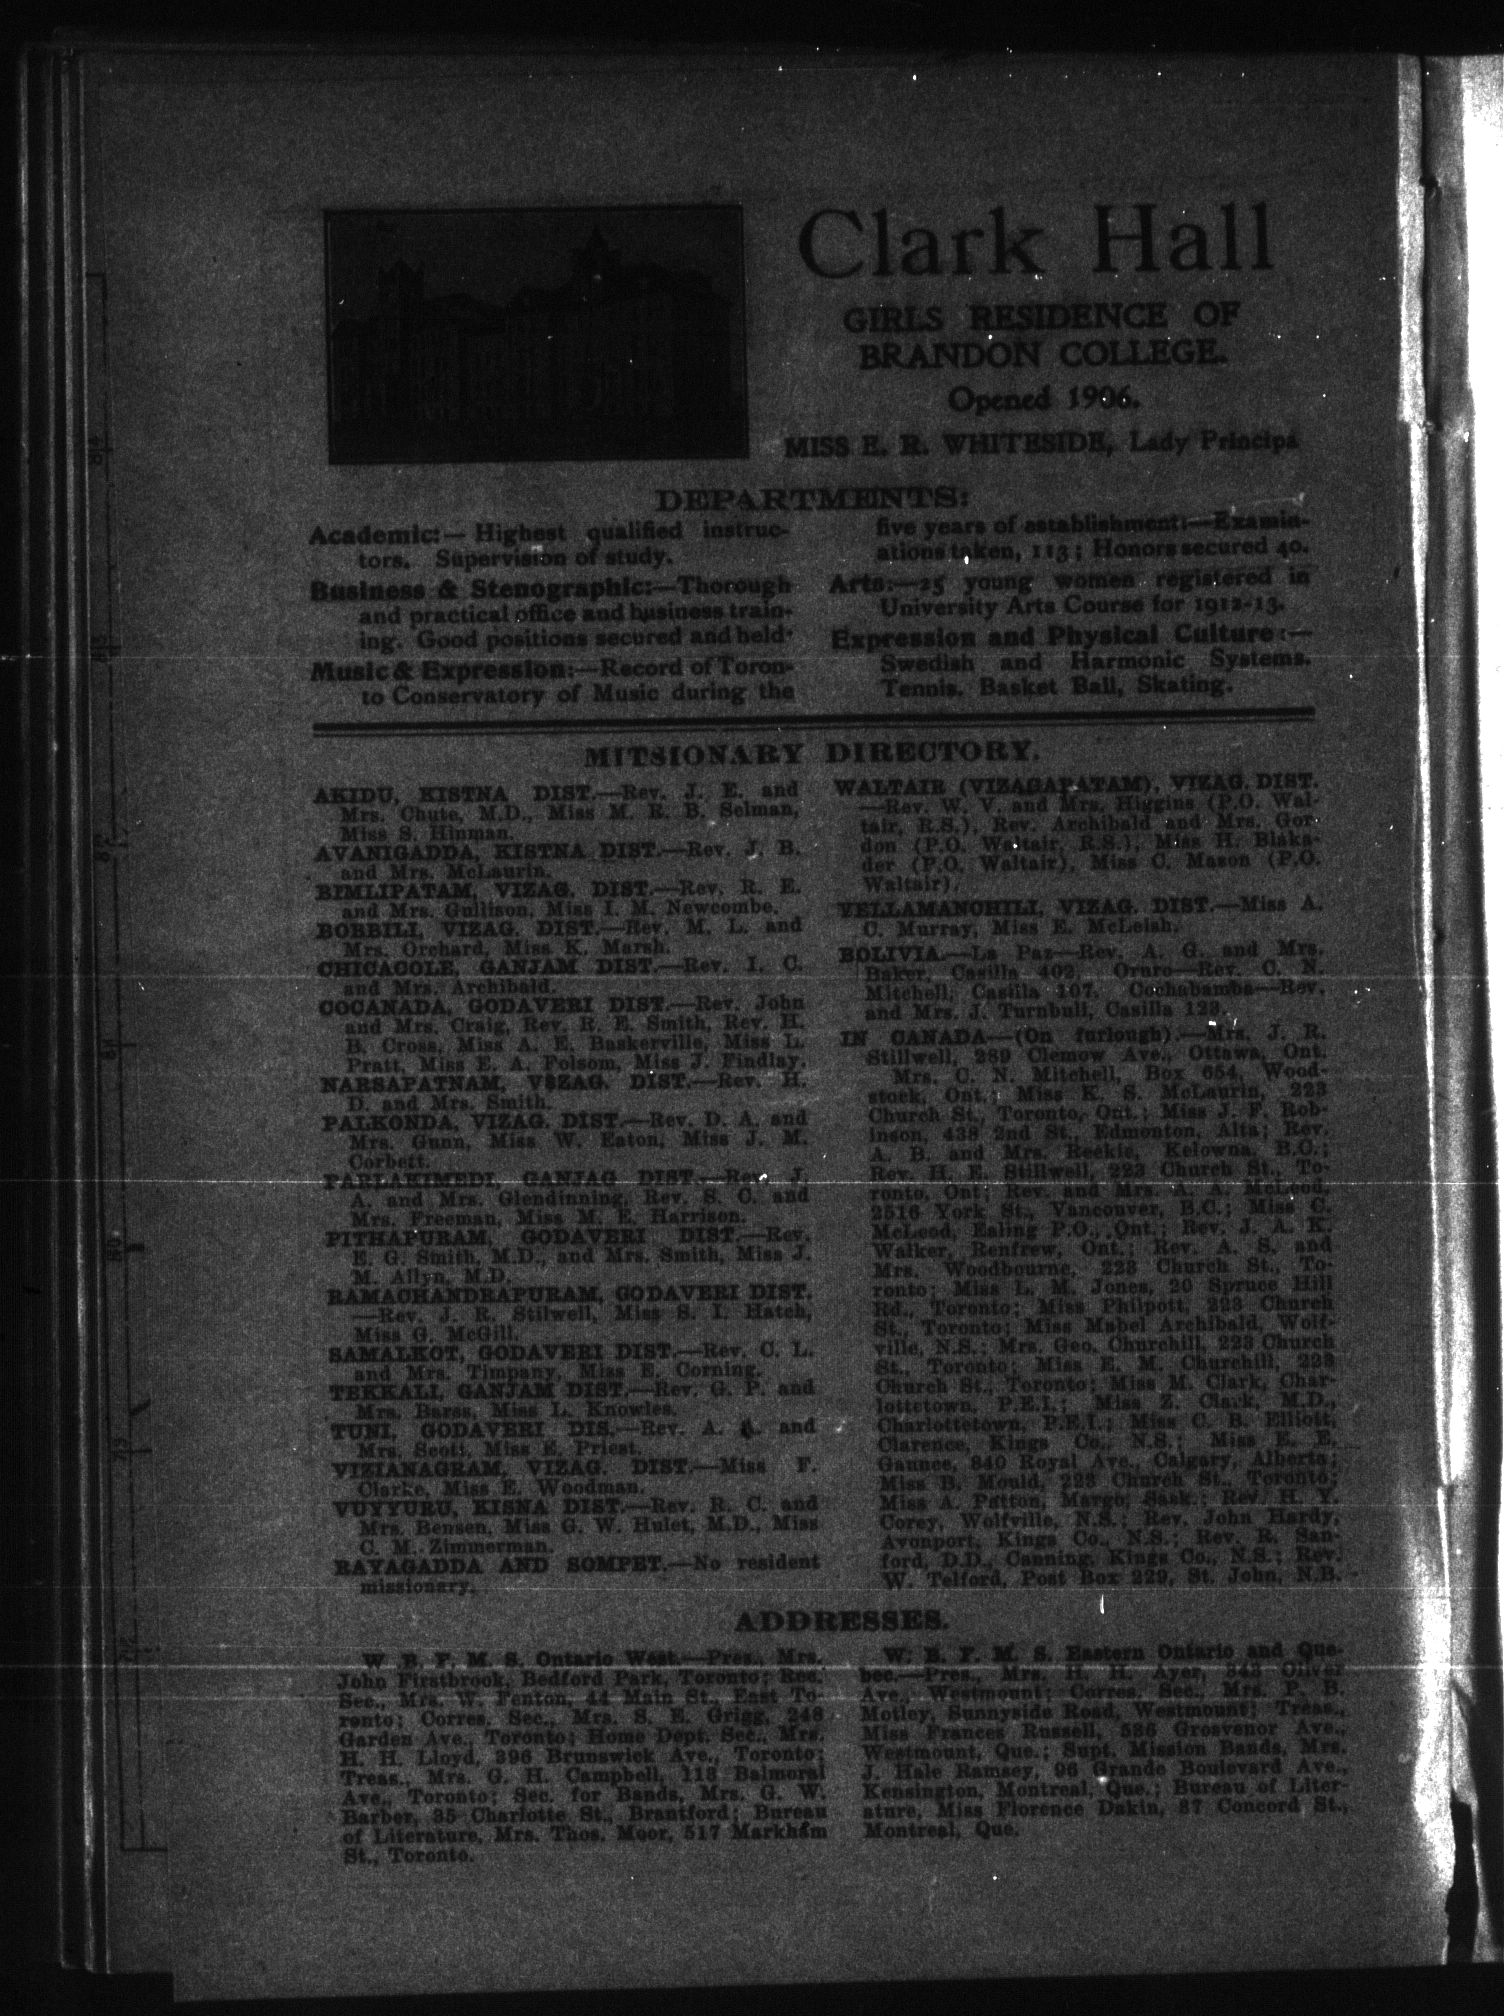 Clark Hall
GIRLS RESIDENCE OF
BRANDON COLLEGE.
Opened 1906.
MISS E. R. WHITESIDE, Lady Principa
DEPARTMENTS:
Academic:— Highest qualified instruc-
tors. Supervision of study.
Business & Stenographic:—Thorough
and practical office and business train-
ing. Good positions secured and held·
Music & Expression:—Record of Toron-
to Conservatory of Music during the
five years of establishment:—Examin-
ations taken, 113; Honors secured 40.
Arts:—25 young women registered in
University Arts Course for 1912-13.
Expression and Physical Culture:—
Swedish and Harmonic Systems.
Tennis, Basket Ball, Skating.
MITSIONARY DIRECTORY.
AKIDU, KISTNA DIST.—Rev. J. E. and
Mrs. Chute, M.D., Miss M. R. B. Selman,
Miss S. Hinman.
AVANIGADDA, KISTNA DIST.—Rev. J. B.
and Mrs. McLaurin.
BIMLIPATAM, VIZAG. DIST.—Rev. R. E.
and Mrs. Gullison, Miss I. M. Newcombe.
BOBBILI, VIZAG. DIST.—Rev. M. L. and
Mrs. Orchard, Miss K. Marsh.
CHICACOLE, GANJAM DIST.—Rev. I. C.
and Mrs. Archibald.
COCANADA, GODAVERI DIST.—Rev. John
and Mrs. Craig, Rev. R. E. Smith, Rev. H.
B. Cross, Miss A. E. Baskerville, Miss L.
Pratt, Miss E. A. Folsom, Miss J. Findlay.
NARSAPATNAM, VIZAG. DIST.—Rev. H.
D. and Mrs. Smith.
PALKONDA, VIZAG. DIST.—Rev. D. A. and
Mrs. Gunn, Miss W. Eaton, Miss J. M.
Corbett.
PARLAKIMEDI, GANJAG DIST.—Rev. J.
A. and Mrs. Glendinning, Rev. S. C. and
Mrs. Freeman, Miss M. E. Harrison.
PITHAPURAM, GODAVERI DIST.—Rev.
E. G. Smith, M.D., and Mrs. Smith, Miss J.
M. Allyn, M.D.
RAMACHANDRAPURAM, GODAVERI DIST.
—Rev. J. R. Stilwell, Miss S. I. Hatch,
Miss G. McGill.
SAMALKOT, GODAVERI DIST.—Rev. C. L.
and Mrs. Timpany, Miss E. Corning.
TEKKALI, GANJAM DIST.—Rev. G. P. and
Mrs. Barss, Miss L. Knowles.
TUNI, GODAVERI DIS.—Rev. A. and
Mrs. Scott, Miss E. Priest.
VIZIANAGRAM, VIZAG. DIST.—Miss F.
Clarke, Miss E. Woodman.
VUYYURU, KISNA DIST.—Rev. R. C. and
Mrs. Bensen, Miss G. W. Hulet, M.D., Miss
C. M. Zimmerman.
RAYAGADDA AND SOMPET.—No resident
missionary.
WALTAIR (VIZAGAPATAM), VIZAG. DIST.
—Rev. W. V. and Mrs. Higgins (P.O. Wal-
tair, R.S.), Rev. Archibald and Mrs. Gor-
don (P.O. Waltair, R.S.), Miss H. Blaka-
der (P.O. Waltair), Miss C. Mason (P.O.
Waltair).
YELLAMANCHILI, VIZAG. DIST.—Miss A.
C. Murray, Miss E. McLeish.
BOLIVIA.—La Paz—Rev. A. G. and Mrs.
Baker, Casilla 402. Oruro—Rev. C. N.
Mitchell, Casilla 107. Cochabamba—Rev.
and Mrs. J. Turnbull, Casilla 123.
IN CANADA—(On furlough).—Mrs. J. R.
Stillwell, 289 Clemow Ave., Ottawa, Ont.
Mrs. C. N. Mitchell, Box 654, Wood-
stock, Ont.; Miss K. S. McLaurin, 223
Church St., Toronto, Ont.; Miss J. F. Rob-
inson, 438 2nd St., Edmonton, Alta; Rev.
A. B. and Mrs. Reekie, Kelowna, B.C.;
Rev. H. E. Stillwell, 223 Church St., To-
ronto, Ont; Rev. and Mrs. A. A. McLeod,
2516 York St., Vancouver, B.C.; Miss C.
McLeod, Ealing P.O., Ont.; Rev. J. A. K.
Walker, Renfrew, Ont.; Rev. A. S. and
Mrs. Woodbourne, 223 Church St., To-
ronto; Miss L. M. Jones, 20 Spruce Hill
Rd., Toronto; Miss Philpott, 223 Church
St., Toronto; Miss Mabel Archibald, Wolf-
ville, N.S.; Mrs. Geo. Churchill, 223 Church
St., Toronto; Miss E. M. Churchill, 223
Church St., Toronto; Miss M. Clark, Char-
lottetown, P.E.I.; Miss Z. Clark, M.D.,
Charlottetown, P.E.I.; Miss C. B. Elliott,
Clarence, Kings Co., N.S.; Miss E. E.
Gaunce, 840 Royal Ave., Calgary, Alberta;
Miss B. Mould, 223 Church St., Toronto;
Miss A. Patton, Margo, Sask.; Rev. H. Y.
Corey, Wolfville, N.S.; Rev. John Hardy,
Avonport, Kings Co., N.S.; Rev. R. San-
ford, D.D., Canning, Kings Co., N.S.; Rev.
W. Telford, Post Box 229, St. John, N.B.
ADDRESSES.
W. B. F. M. S. Ontario West.—Pres., Mrs.
John Firstbrook, Bedford Park, Toronto; Rec.
Sec., Mrs. W. Fenton, 44 Main St., East To-
ronto; Corres. Sec., Mrs. S. E. Grigg, 248
Garden Ave., Toronto; Home Dept. Sec., Mrs.
H. H. Lloyd, 396 Brunswick Ave., Toronto;
Treas., Mrs. G. H. Campbell, 113 Balmoral
Ave., Toronto; Sec. for Bands, Mrs. G. W.
Barber, 35 Charlotte St., Brantford; Bureau
of Literature, Mrs. Thos. Moor, 517 Markham
St., Toronto.
W. B. F. M. S. Eastern Ontario and Que-
bec.—Pres., Mrs. H. H. Ayer, 343 Oliver
Ave., Westmount; Corres. Sec., Mrs. P. B.
Motley, Sunnyside Road, Westmount; Treas.,
Miss Frances Russell, 536 Grosvenor Ave.,
Westmount, Que.; Supt. Mission Bands, Mrs.
J. Hale Ramsey, 96 Grande Boulevard Ave.,
Kensington, Montreal, Que.; Bureau of Liter-
ature, Miss Florence Dakin, 37 Concord St.,
Montreal, Que.